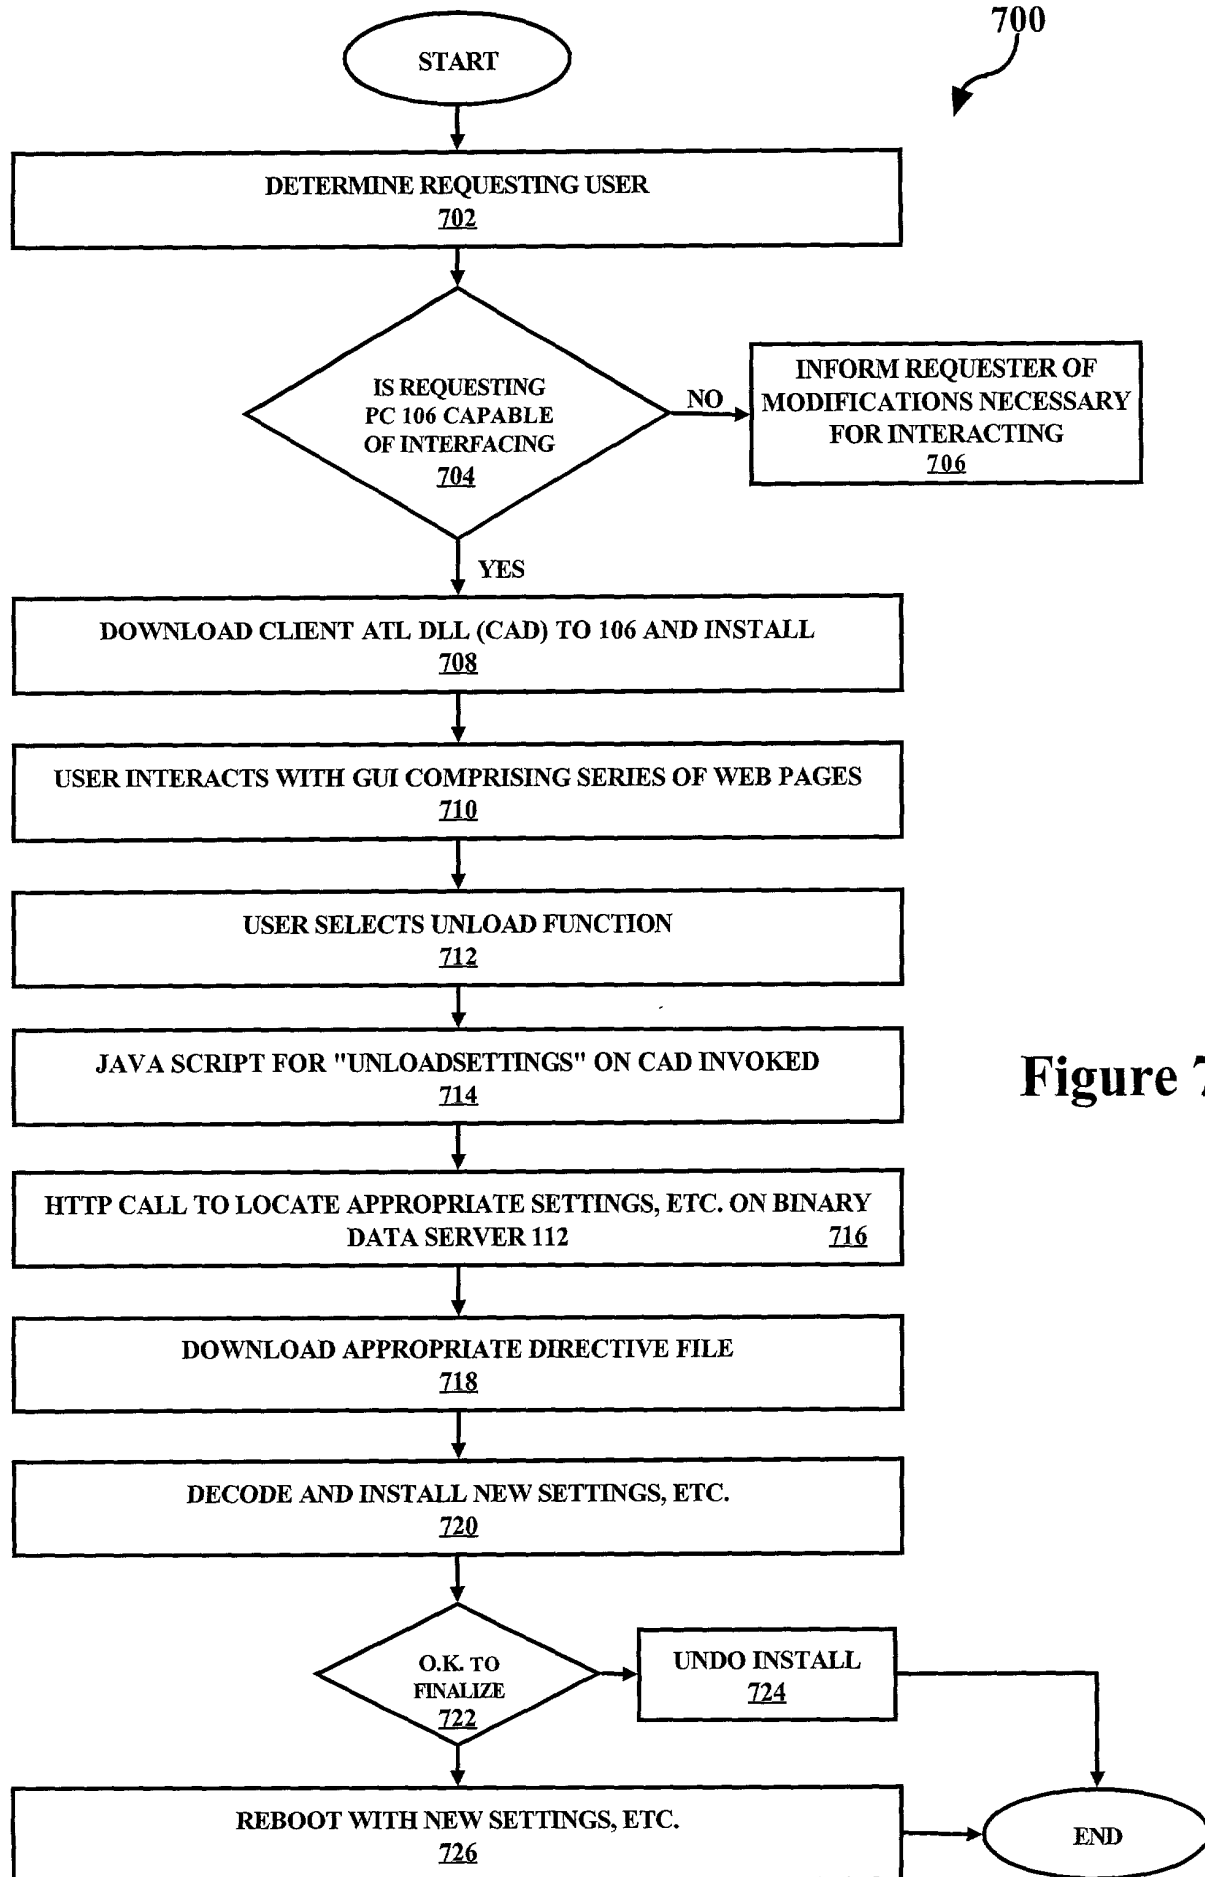 700
START
DETERMINE REQUESTING USER
702
IS REQUESTING
PC 106 CAPABLE
OF INTERFACING
704
NO
INFORM REQUESTER OF
MODIFICATIONS NECESSARY
FOR INTERACTING
706
YES
DOWNLOAD CLIENT ATL DLL (CAD) TO 106 AND INSTALL
708
USER INTERACTS WITH GUI COMPRISING SERIES OF WEB PAGES
710
USER SELECTS UNLOAD FUNCTION
712
JAVA SCRIPT FOR "UNLOADSETTINGS" ON CAD INVOKED
714
Figure 7
HTTP CALL TO LOCATE APPROPRIATE SETTINGS, ETC. ON BINARY
DATA SERVER 112 716
DOWNLOAD APPROPRIATE DIRECTIVE FILE
718
DECODE AND INSTALL NEW SETTINGS, ETC.
720
O.K. TO
FINALIZE
722
UNDO INSTALL
724
REBOOT WITH NEW SETTINGS, ETC.
726
END